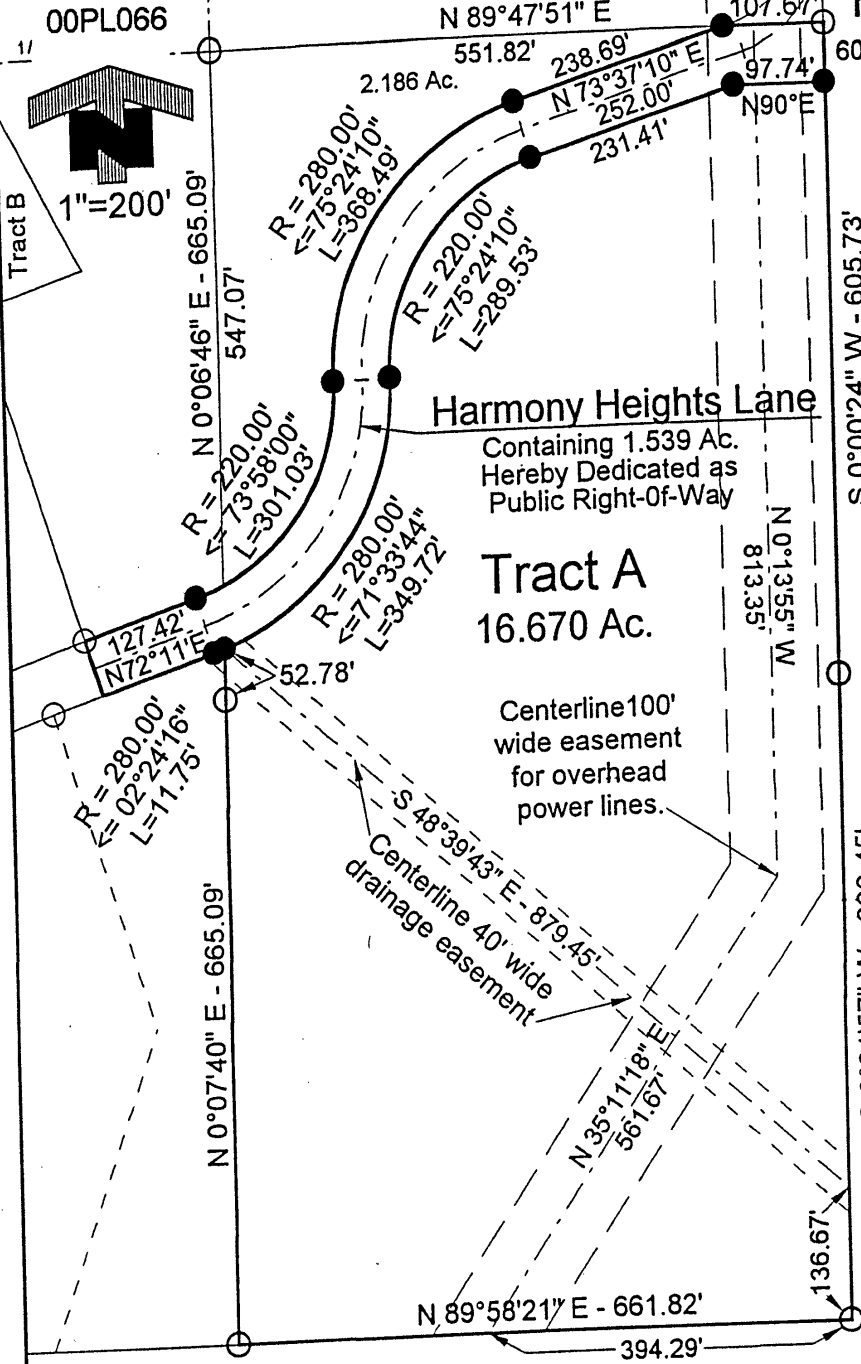 00PL066
N 89°47'51" E
551.82'
107.67'
60
2.186 Ac.
238.69'
N 73°37'10" E
252.00'
231.41'
97.74'
N90°E
1"=200'
Tract B
N 0°06'46" E - 665.09'
547.07'
R = 280.00'
<=75°24'10"
L=368.49'
R = 220.00'
<=75°24'10"
L=289.53'
S 0°00'24" W - 605.73'
Harmony Heights Lane
Containing 1.539 Ac.
Hereby Dedicated as
Public Right-0f-Way
R = 220.00'
<= 73°58'00"
L=301.03'
R = 280.00'
<=71°33'44"
L=349.72'
Tract A
16.670 Ac.
N 0°13'55" W
813.35'
127.42'
N72°11'E
52.78'
R = 280.00'
<= 02°24'16"
L=11.75'
Centerline100'
wide easement
for overhead
power lines.
S 48°39'43" E - 879.45'
Centerline 40' wide
drainage easement
N 0°07'40" E - 665.09'
N 35°11'18" E
561.67'
136.67'
N 89°58'21" E - 661.82'
394.29'